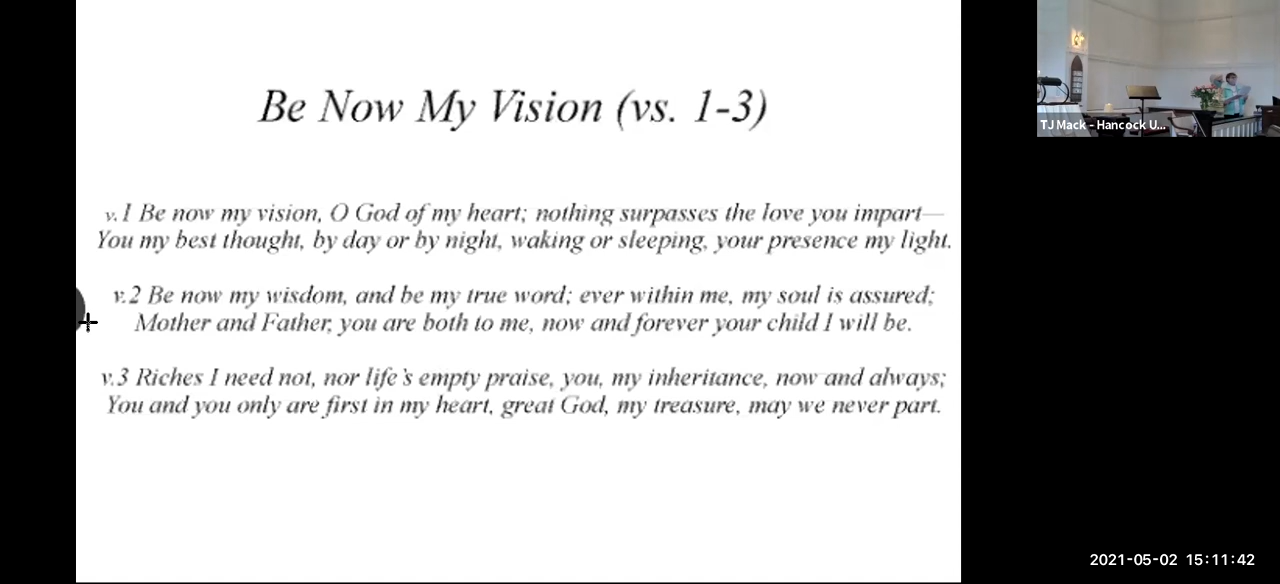 Be Now My Vision (vs. 1-3)
v.1 Be now my vision, O God of my heart; nothing surpasses the love you impart—
You my best thought, by day or by night, waking or sleeping, your presence my light.
v.2 Be now my wisdom, and be my true word; ever within me, my soul is assured;
Mother and Father, you are both to me, now and forever your child I will be.
v.3 Riches I need not, nor life's empty praise, you, my inheritance, now and always;
You and you only are first in my heart, great God, my treasure, may we never part.
TJ Mack - Hancock U...
2021-05-02 15:11:42